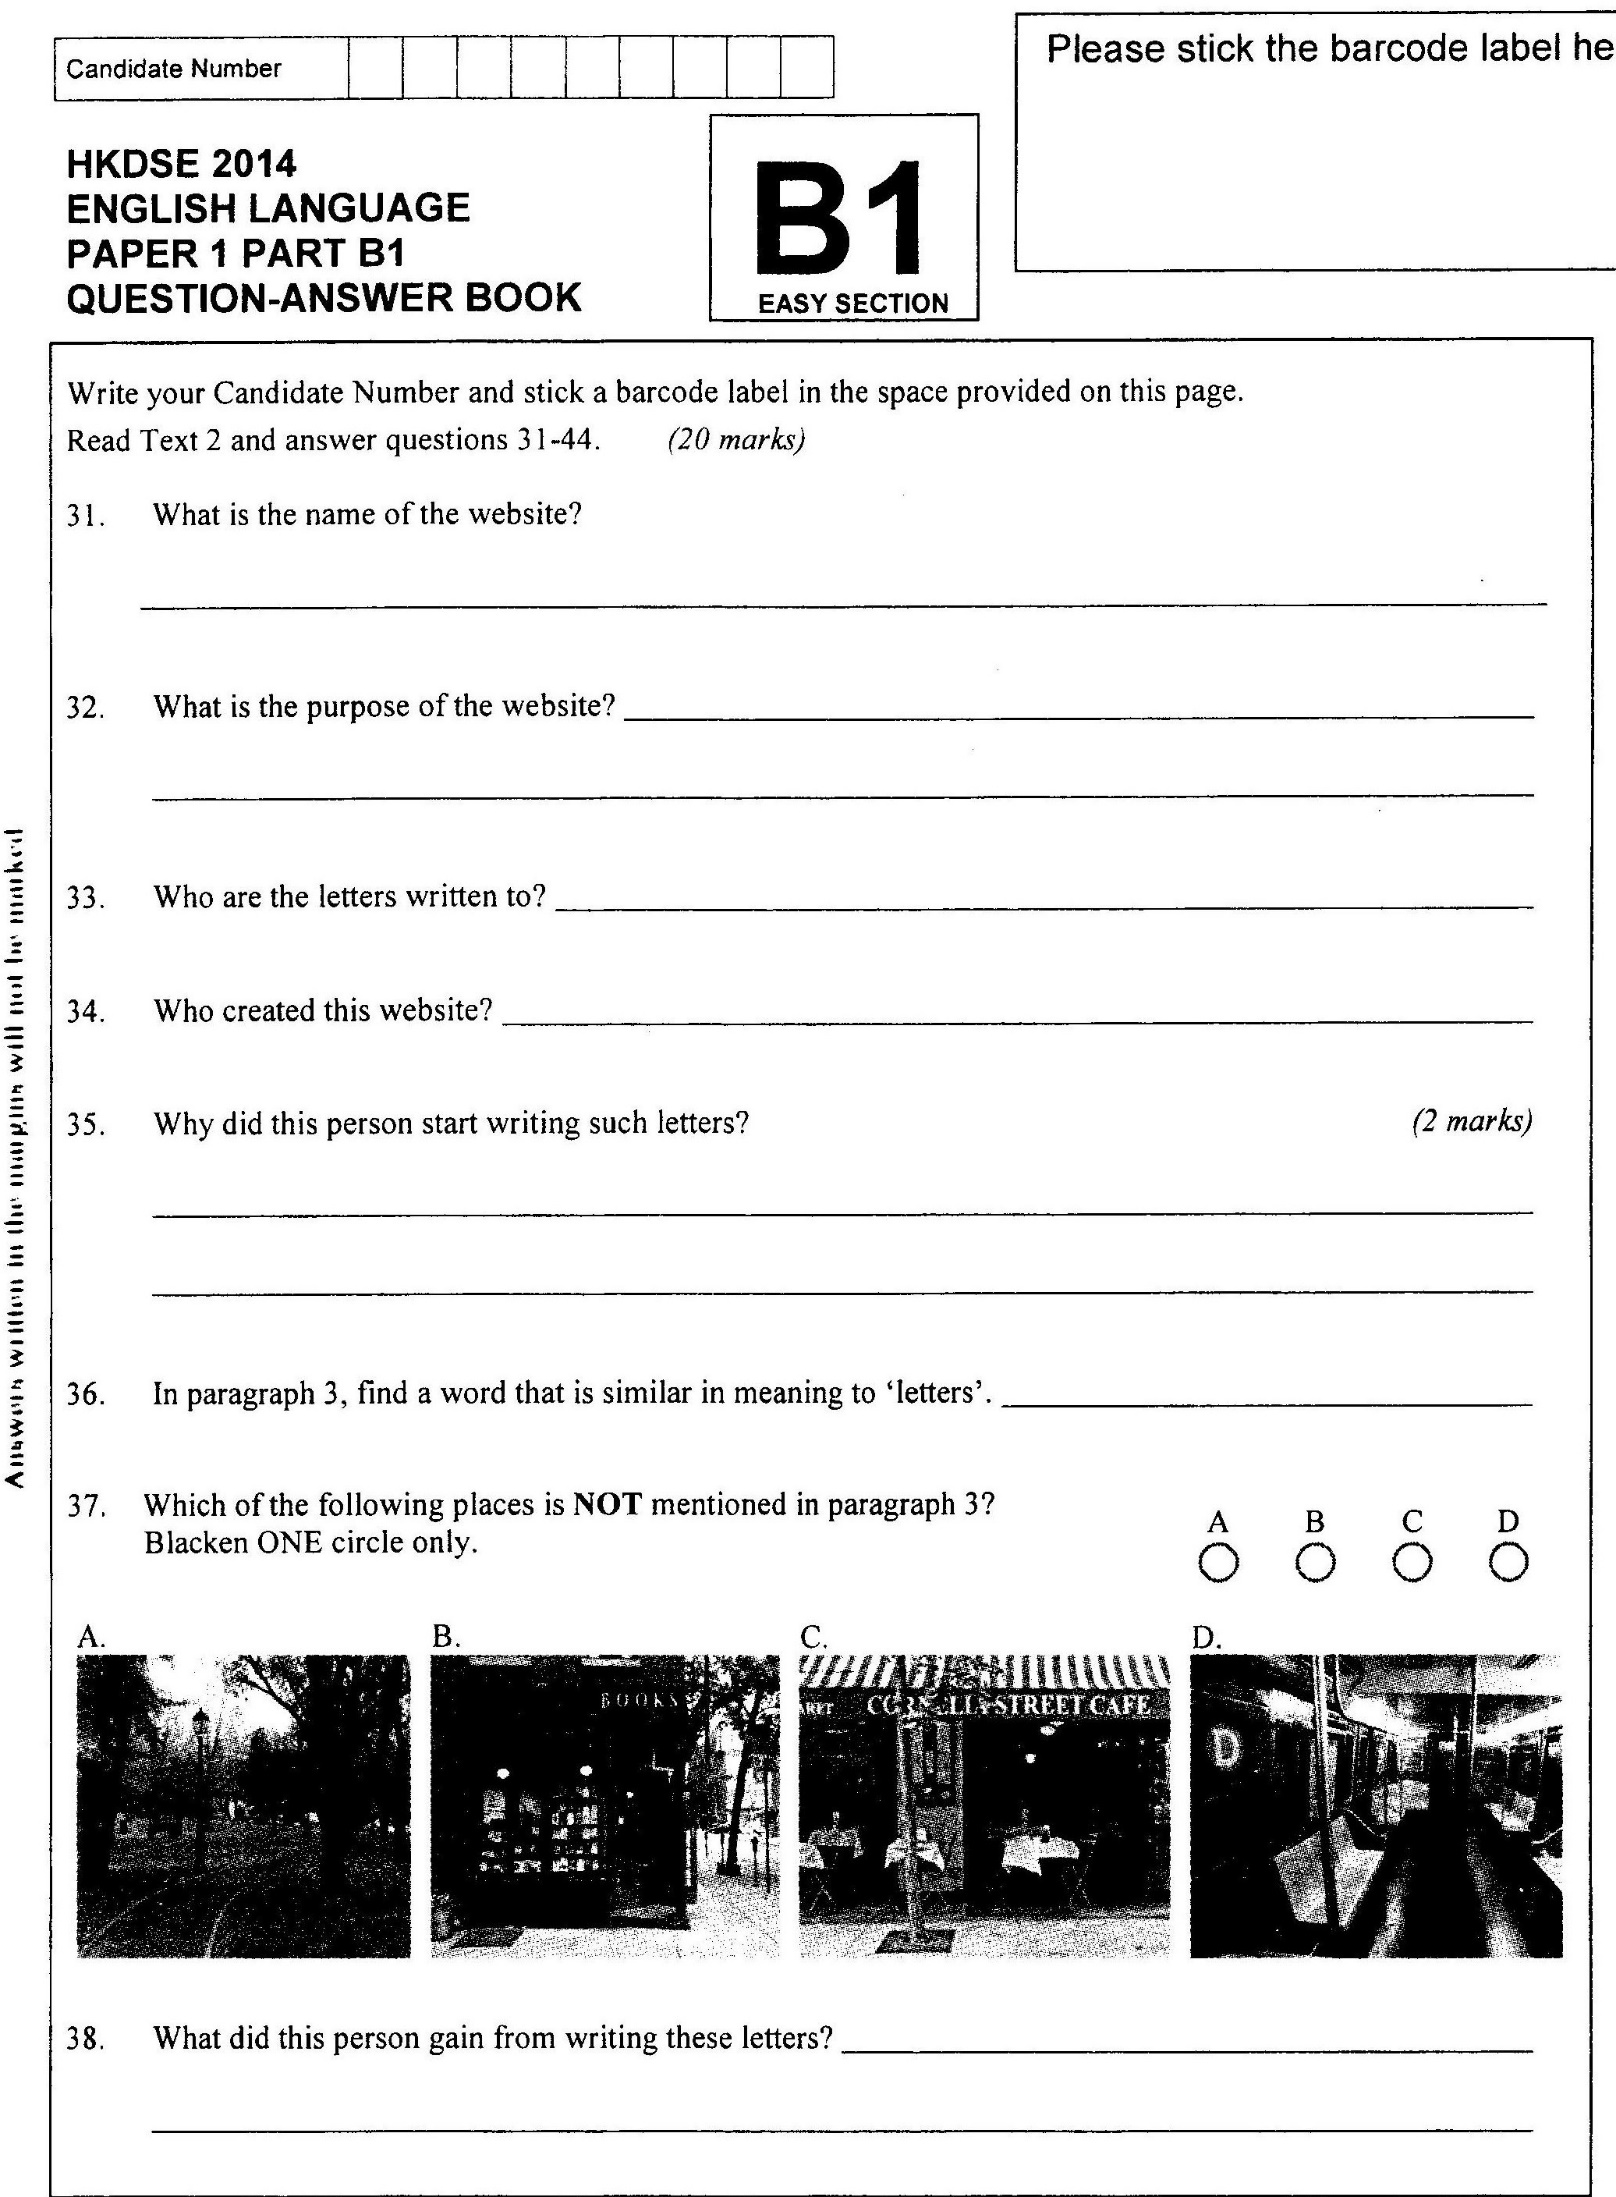 Candidate Number
Please stick the barcode label he
HKDSE 2014
ENGLISH LANGUAGE
PAPER 1 PART B1
QUESTION-ANSWER BOOK
B1
EASY SECTION
Write your Candidate Number and stick a barcode label in the space provided on this page.
Read Text 2 and answer questions 31-44. (20 marks)
31. What is the name of the website?
32. What is the purpose of the website?
33. Who are the letters written to?
34. Who created this website?
35. Why did this person start writing such letters? (2 marks)
36. In paragraph 3, find a word that is similar in meaning to ‘letters’.
37. Which of the following places is NOT mentioned in paragraph 3?
Blacken ONE circle only.
A B C D
A. B. C. D.
BOOKS
STREET CAFE
D
38. What did this person gain from writing these letters?
Answers written in the margins will not be marked